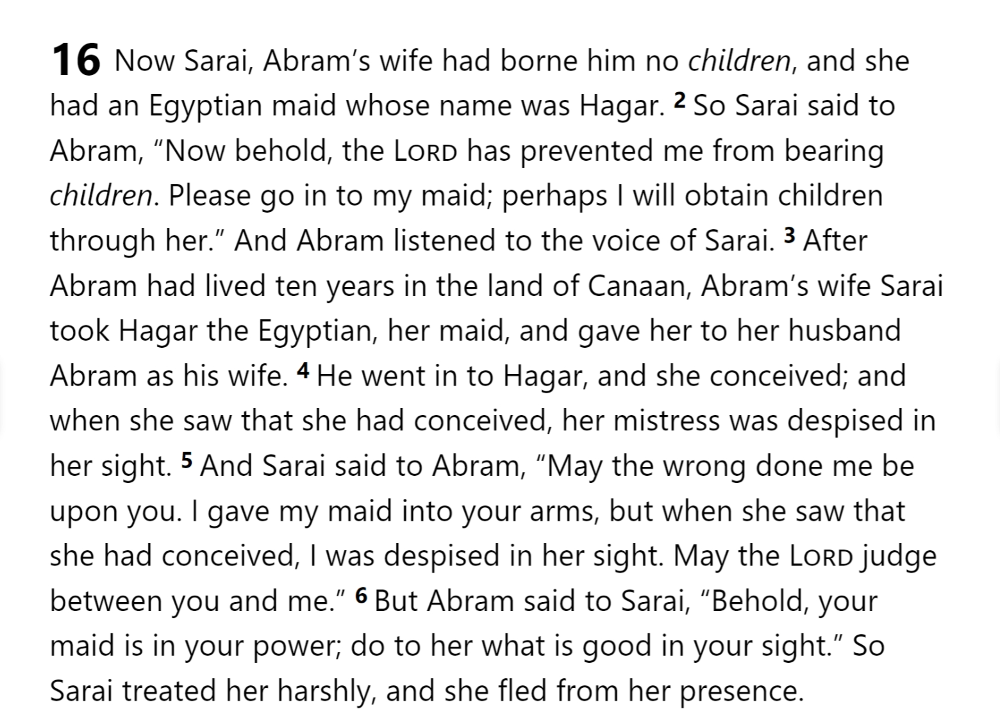 16 Now Sarai, Abram’s wife had borne him no children, and she
had an Egyptian maid whose name was Hagar. 2 So Sarai said to
Abram, “Now behold, the LORD has prevented me from bearing
children. Please go in to my maid; perhaps I will obtain children
through her.” And Abram listened to the voice of Sarai. 3 After
Abram had lived ten years in the land of Canaan, Abram’s wife Sarai
took Hagar the Egyptian, her maid, and gave her to her husband
Abram as his wife. 4 He went in to Hagar, and she conceived; and
when she saw that she had conceived, her mistress was despised in
her sight. 5 And Sarai said to Abram, “May the wrong done me be
upon you. I gave my maid into your arms, but when she saw that
she had conceived, I was despised in her sight. May the LORD judge
between you and me.” 6 But Abram said to Sarai, “Behold, your
maid is in your power; do to her what is good in your sight.” So
Sarai treated her harshly, and she fled from her presence.